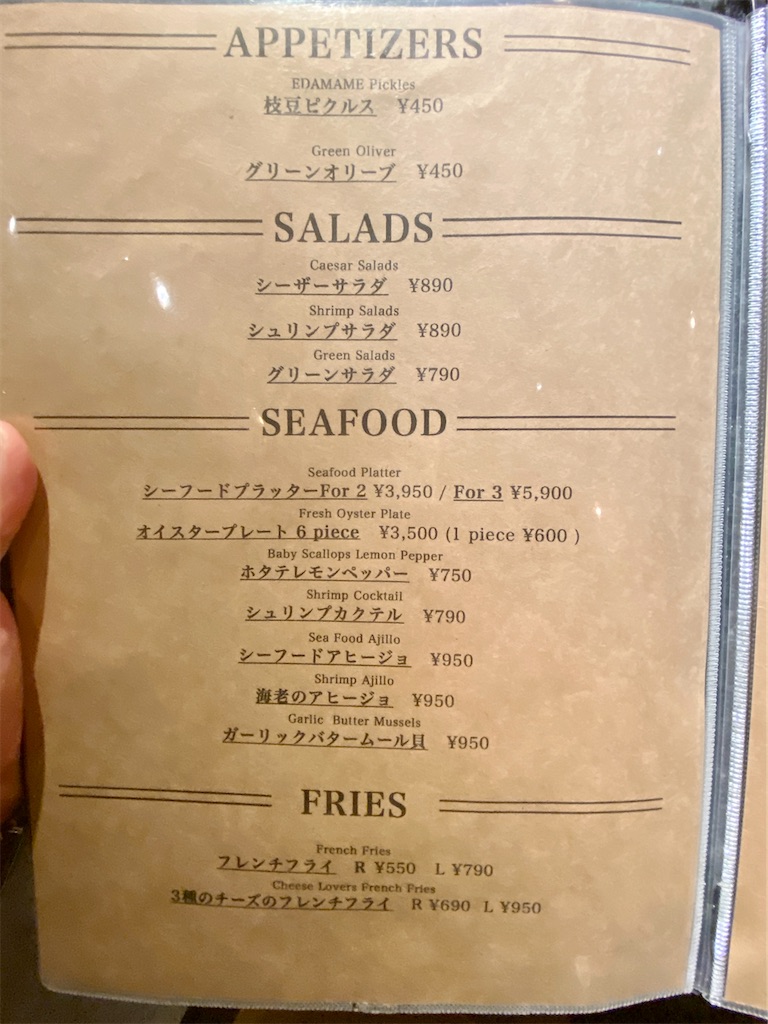 APPETIZERS
EDAMAME Pickles
枝豆ピクルス ¥450
Green Oliver
グリーンオリーブ ¥450
SALADS
Caesar Salads
シーザーサラダ ¥890
Shrimp Salads
シュリンプサラダ ¥890
Green Salads
グリーンサラダ ¥790
SEAFOOD
Seafood Platter
シーフードプラッターFor 2 ¥3,950 / For 3 ¥5,900
Fresh Oyster Plate
オイスタープレート 6 piece ¥3,500 (1 piece ¥600 )
Baby Scallops Lemon Pepper
ホタテレモンペッパー ¥750
Shrimp Cocktail
シュリンプカクテル ¥790
Sea Food Ajillo
シーフードアヒージョ ¥950
Shrimp Ajillo
海老のアヒージョ ¥950
Garlic Butter Mussels
ガーリックバタームール貝 ¥950
FRIES
French Fries
フレンチフライ R ¥550 L ¥790
Cheese Lovers French Fries
3種のチーズのフレンチフライ R ¥690 L ¥950